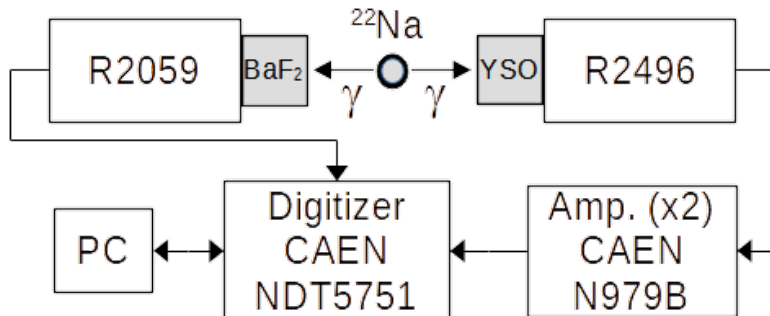 ²²Na
R2059
BaF₂
γ
γ
YSO
R2496
PC
Digitizer
CAEN
NDT5751
Amp. (x2)
CAEN
N979B